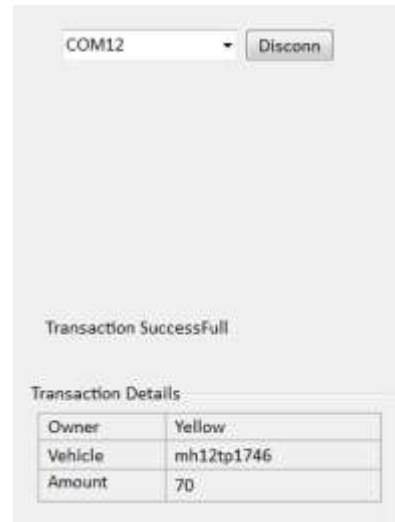 COM12 Disconn
Transaction SuccessFull
Transaction Details
Owner Yellow
Vehicle mh12tp1746
Amount 70